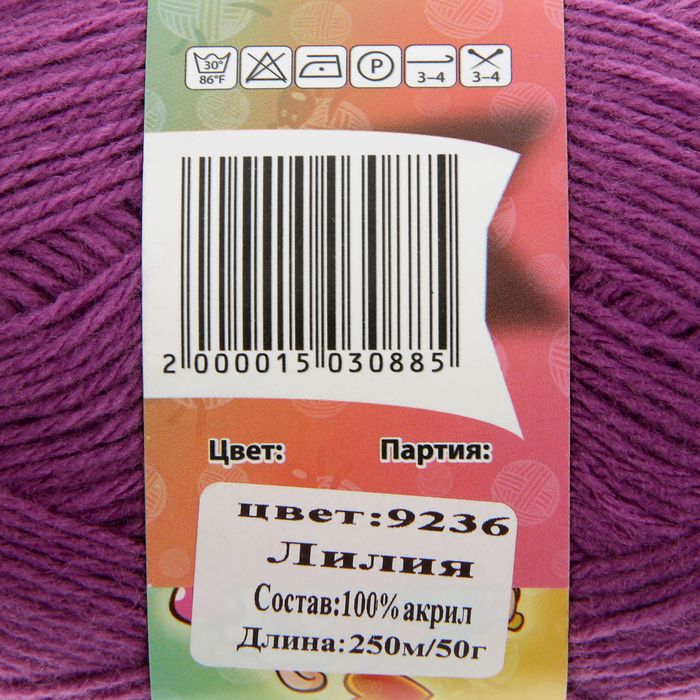 30° 86°F P 3–4 3–4
2 000015 030885
Цвет: Партия:
цвет:9236
Лилия
Состав:100% акрил
Длина:250м/50г